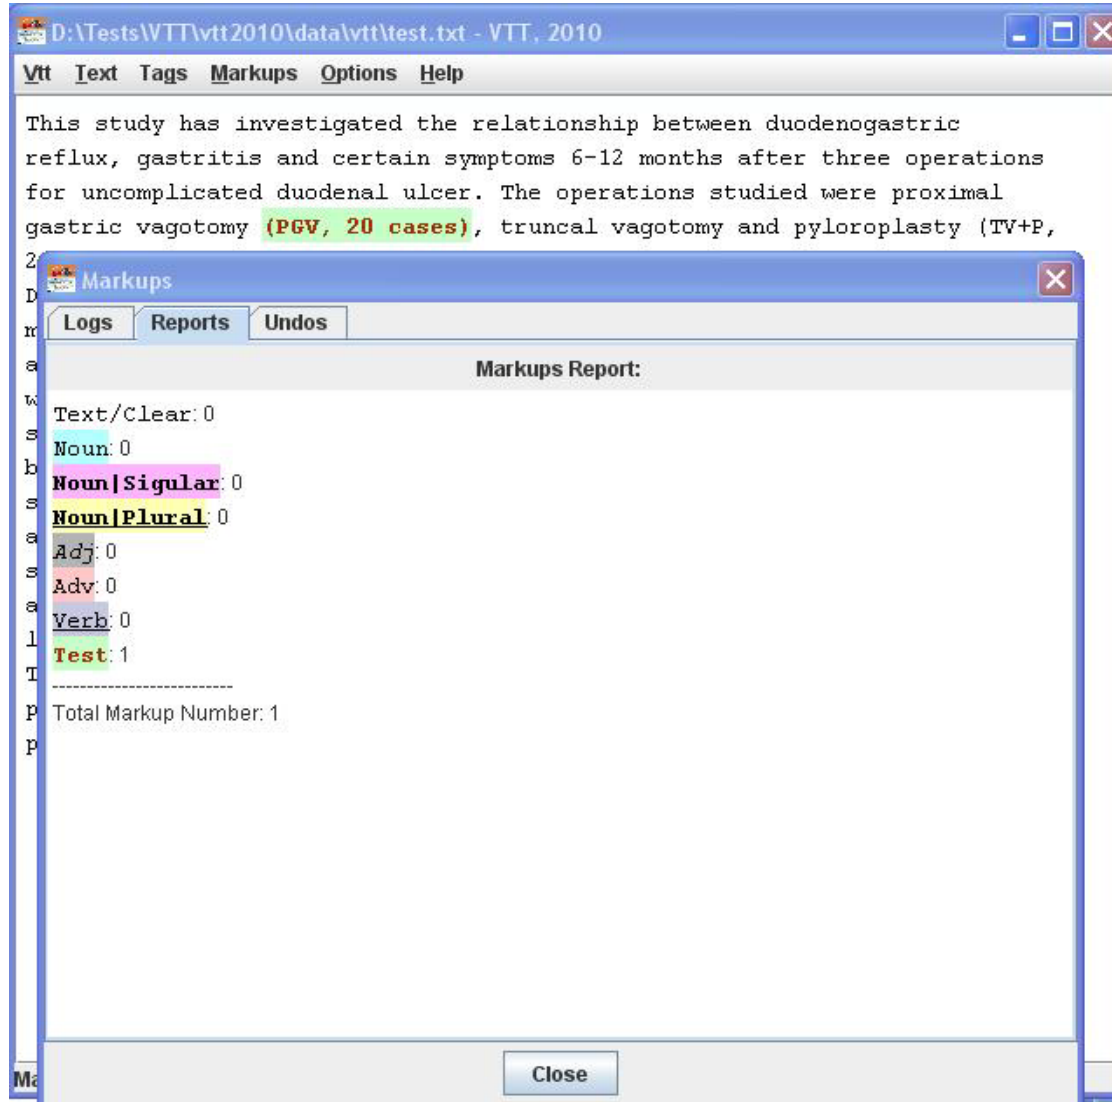 D:\Tests\VTT\vtt2010\data\vtt\test.txt - VTT, 2010
Vtt Text Tags Markups Options Help
This study has investigated the relationship between duodenogastric
reflux, gastritis and certain symptoms 6-12 months after three operations
for uncomplicated duodenal ulcer. The operations studied were proximal
gastric vagotomy (PGV, 20 cases), truncal vagotomy and pyloroplasty (TV+P,
Markups
Logs Reports Undos
Markups Report:
Text/Clear: 0
Noun: 0
Noun|Sigular: 0
Noun|Plural: 0
Adj: 0
Adv: 0
Verb: 0
Test: 1
--------------------------
Total Markup Number: 1
Close